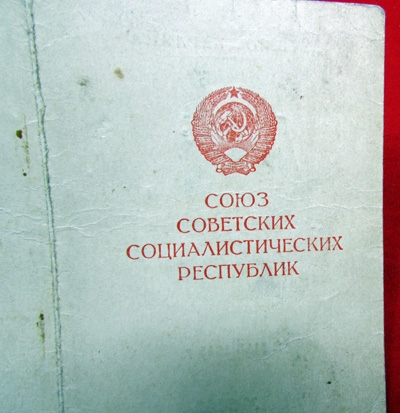 СОЮЗ
СОВЕТСКИХ
СОЦИАЛИСТИЧЕСКИХ
РЕСПУБЛИК